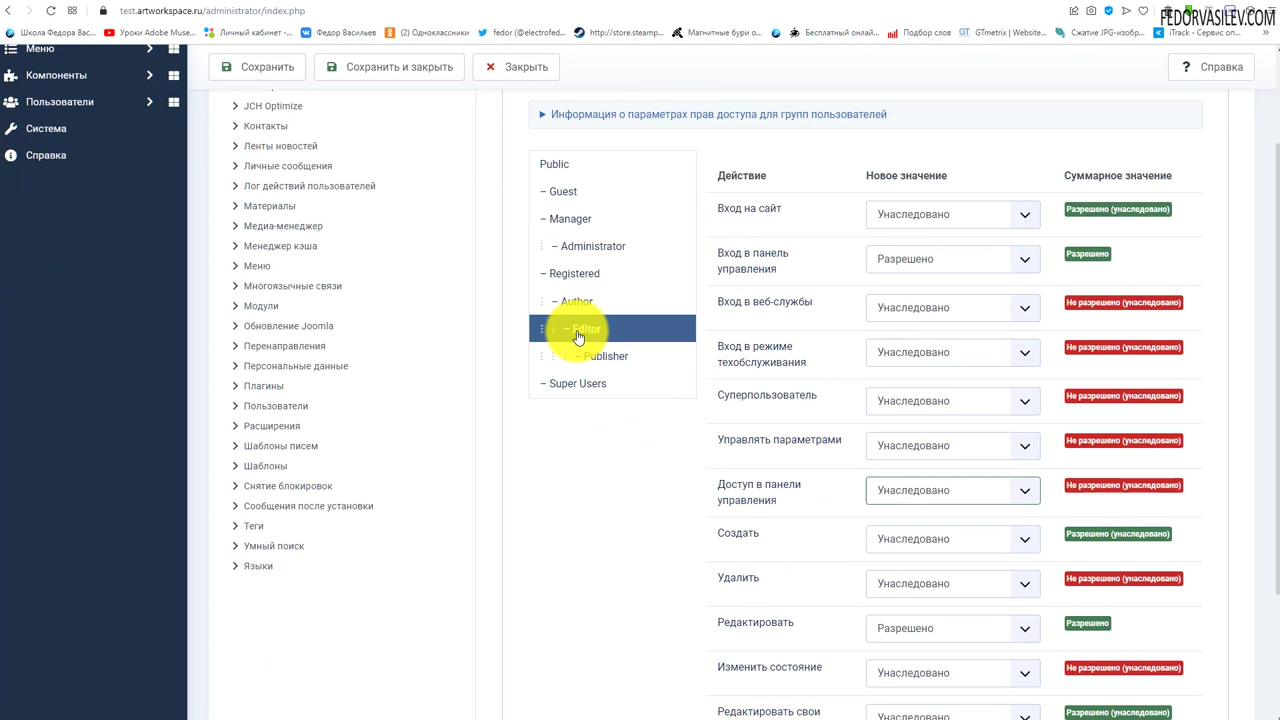 test.artworkspace.ru/administrator/index.php
FEDORVASILEV.COM
Школа Федора Вас...
Уроки Adobe Muse...
Личный кабинет -...
Федор Васильев
(2) Одноклассники
fedor (@electrofed...
http://store.steamp...
Магнитные бури о...
Бесплатный онлай...
Подбор слов
GTmetrix | Website...
Сжатие JPG-изобр...
iTrack - Сервис оп...
Меню
Компоненты
Пользователи
Система
Справка
Сохранить
Сохранить и закрыть
Закрыть
Справка
JCH Optimize
Контакты
Ленты новостей
Личные сообщения
Лог действий пользователей
Материалы
Медиа-менеджер
Менеджер кэша
Меню
Многоязычные связи
Модули
Обновление Joomla
Перенаправления
Персональные данные
Плагины
Пользователи
Расширения
Шаблоны писем
Шаблоны
Снятие блокировок
Сообщения после установки
Теги
Умный поиск
Языки
Информация о параметрах прав доступа для групп пользователей
Public
– Guest
– Manager
– Administrator
– Registered
– Author
– Editor
– Publisher
– Super Users
Действие Новое значение Суммарное значение
Вход на сайт Унаследовано Разрешено (унаследовано)
Вход в панель
управления Разрешено Разрешено
Вход в веб-службы Унаследовано Не разрешено (унаследовано)
Вход в режиме
техобслуживания Унаследовано Не разрешено (унаследовано)
Суперпользователь Унаследовано Не разрешено (унаследовано)
Управлять параметрами Унаследовано Не разрешено (унаследовано)
Доступ в панели
управления Унаследовано Не разрешено (унаследовано)
Создать Унаследовано Разрешено (унаследовано)
Удалить Унаследовано Не разрешено (унаследовано)
Редактировать Разрешено Разрешено
Изменить состояние Унаследовано Не разрешено (унаследовано)
Редактировать свои Унаследовано Разрешено (унаследовано)